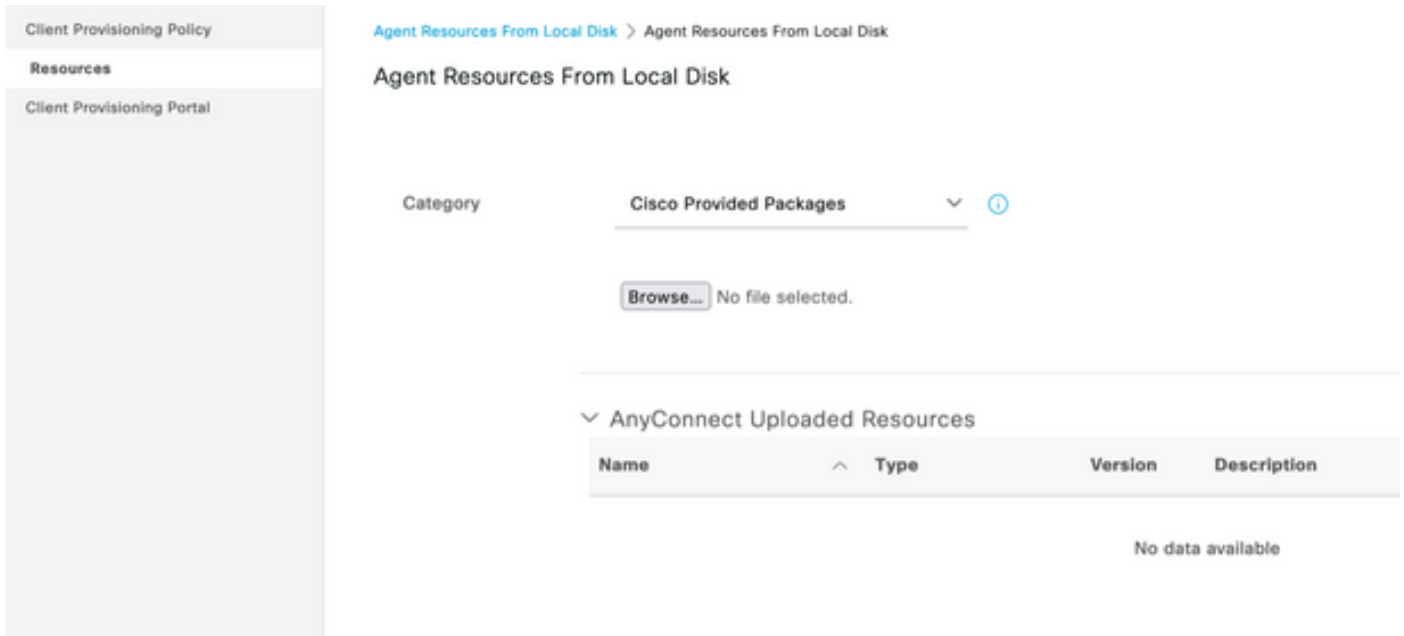 Client Provisioning Policy
Resources
Client Provisioning Portal
Agent Resources From Local Disk > Agent Resources From Local Disk
Agent Resources From Local Disk
Category
Cisco Provided Packages
Browse... No file selected.
AnyConnect Uploaded Resources
Name Type Version Description
No data available